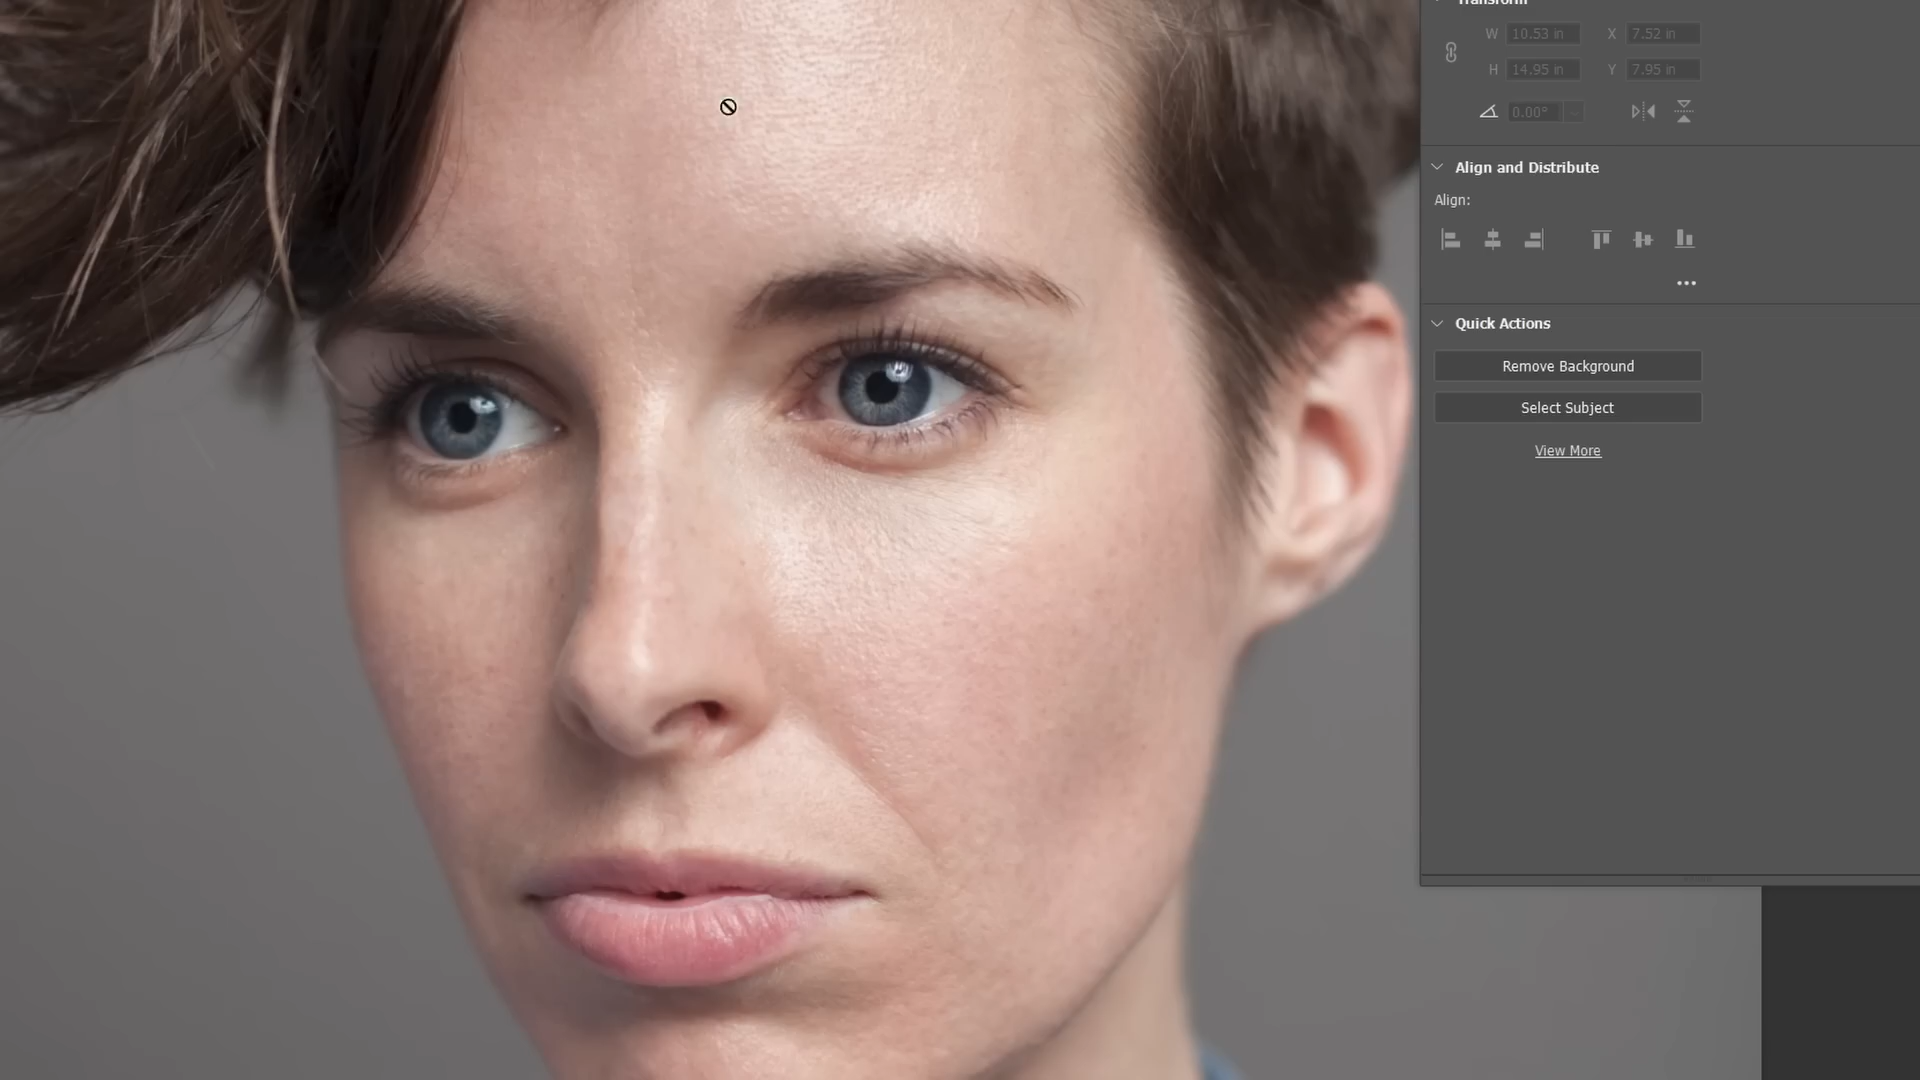 Transform
W 10.53 in X 7.52 in
H 14.95 in Y 7.95 in
0.00°
Align and Distribute
Align:
Quick Actions
Remove Background
Select Subject
View More